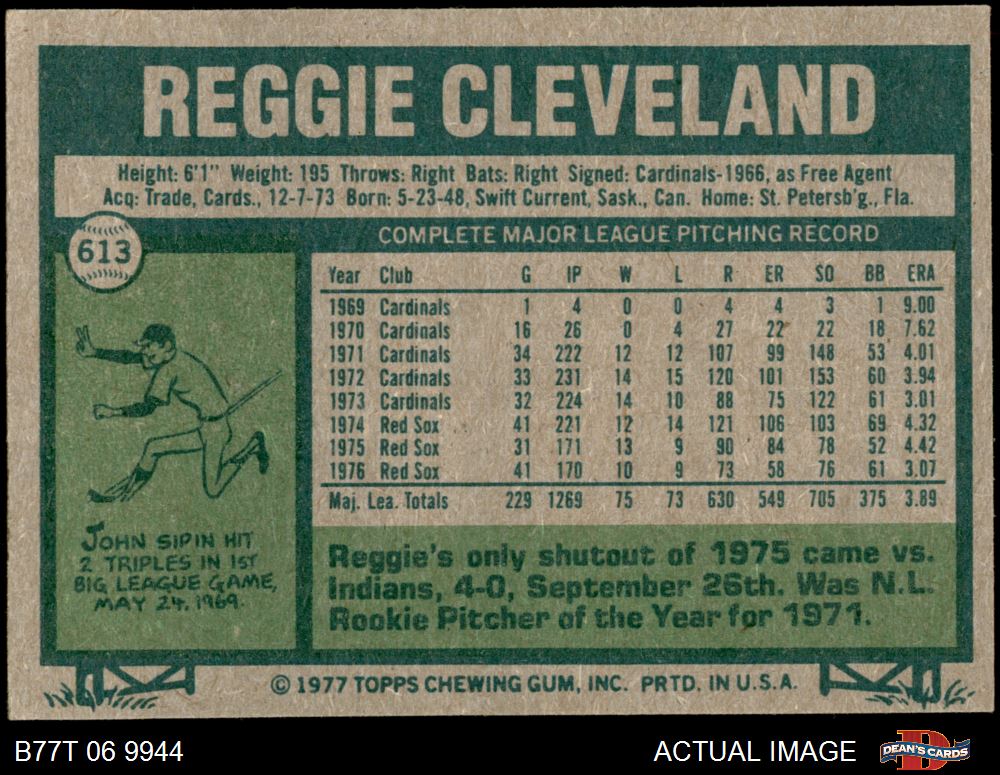 REGGIE CLEVELAND
Height: 6'1" Weight: 195 Throws: Right Bats: Right Signed: Cardinals-1966, as Free Agent
Acq: Trade, Cards., 12-7-73 Born: 5-23-48, Swift Current, Sask., Can. Home: St. Petersb'g., Fla.
613
COMPLETE MAJOR LEAGUE PITCHING RECORD
Year Club G IP W L R ER SO BB ERA
1969 Cardinals 1 4 0 0 4 4 3 1 9.00
1970 Cardinals 16 26 0 4 27 22 22 18 7.62
1971 Cardinals 34 222 12 12 107 99 148 53 4.01
1972 Cardinals 33 231 14 15 120 101 153 60 3.94
1973 Cardinals 32 224 14 10 88 75 122 61 3.01
1974 Red Sox 41 221 12 14 121 106 103 69 4.32
1975 Red Sox 31 171 13 9 90 84 78 52 4.42
1976 Red Sox 41 170 10 9 73 58 76 61 3.07
Maj. Lea. Totals 229 1269 75 73 630 549 705 375 3.89
JOHN SIPIN HIT
2 TRIPLES IN 1ST
BIG LEAGUE GAME,
MAY 24, 1969.
Reggie's only shutout of 1975 came vs.
Indians, 4-0, September 26th. Was N.L.
Rookie Pitcher of the Year for 1971.
© 1977 TOPPS CHEWING GUM, INC. PRTD. IN U.S.A.
B77T 06 9944
ACTUAL IMAGE
DEAN'S CARDS